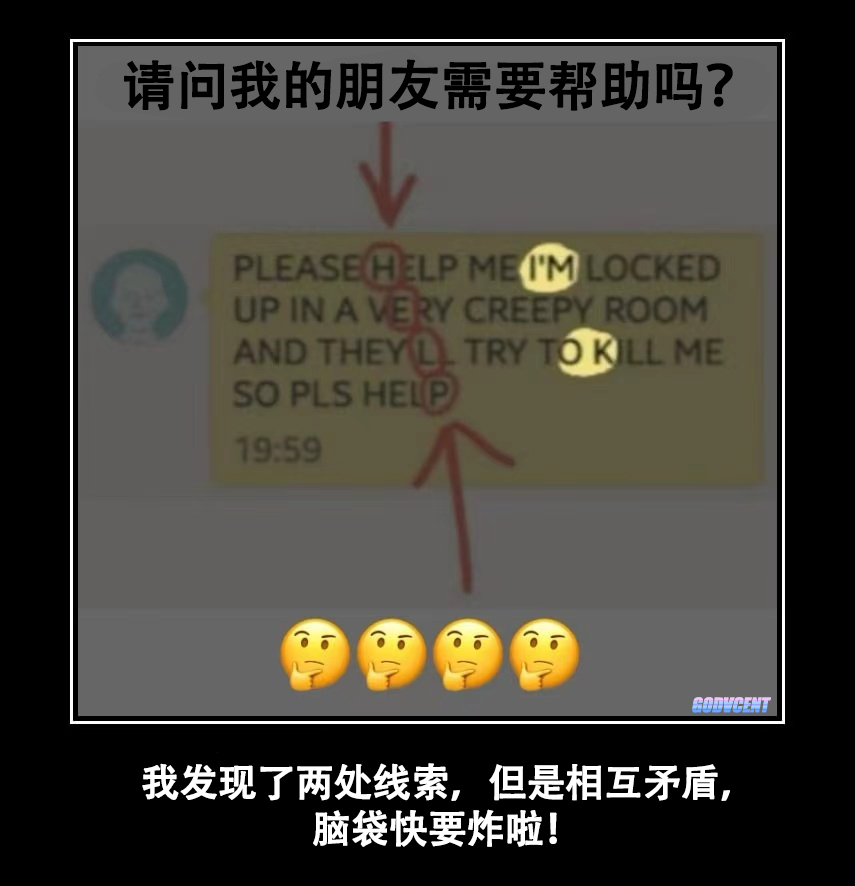 请问我的朋友需要帮助吗?
PLEASE HELP ME I'M LOCKED
UP IN A VERY CREEPY ROOM
AND THEY'LL TRY TO KILL ME
SO PLS HELP
19:59
GODVCENT
我发现了两处线索，但是相互矛盾，
脑袋快要炸啦！